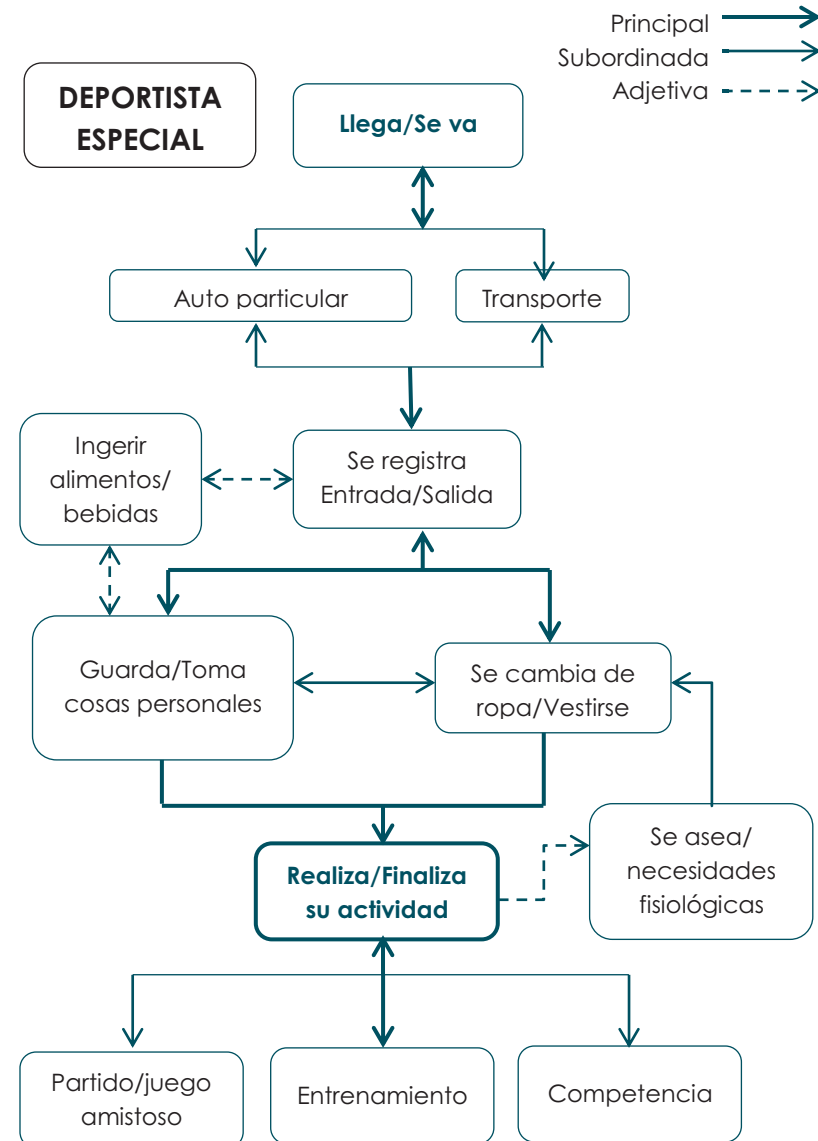 Principal
Subordinada
Adjetiva
DEPORTISTA
ESPECIAL
Llega/Se va
Auto particular
Transporte
Ingerir
alimentos/
bebidas
Se registra
Entrada/Salida
Guarda/Toma
cosas personales
Se cambia de
ropa/Vestirse
Realiza/Finaliza
su actividad
Se asea/
necesidades
fisiológicas
Partido/juego
amistoso
Entrenamiento
Competencia